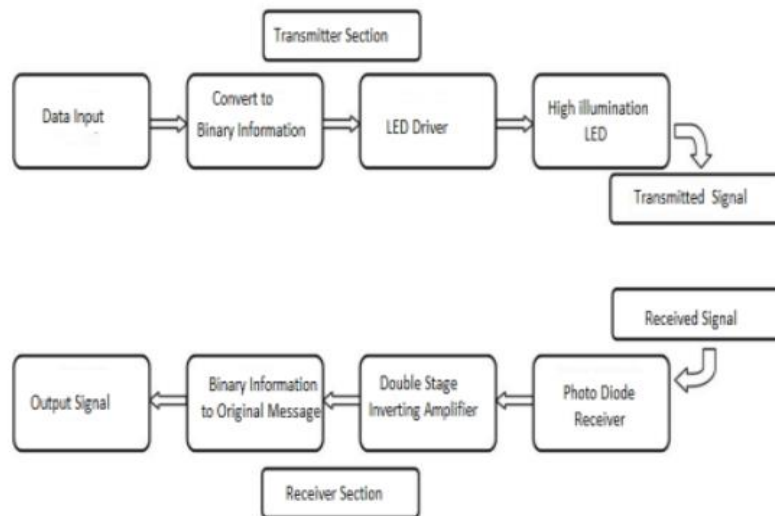 Transmitter Section
Data Input
Convert to
Binary Information
LED Driver
High illumination
LED
Transmitted Signal
Received Signal
Photo Diode
Receiver
Double Stage
Inverting Amplifier
Binary Information
to Original Message
Output Signal
Receiver Section